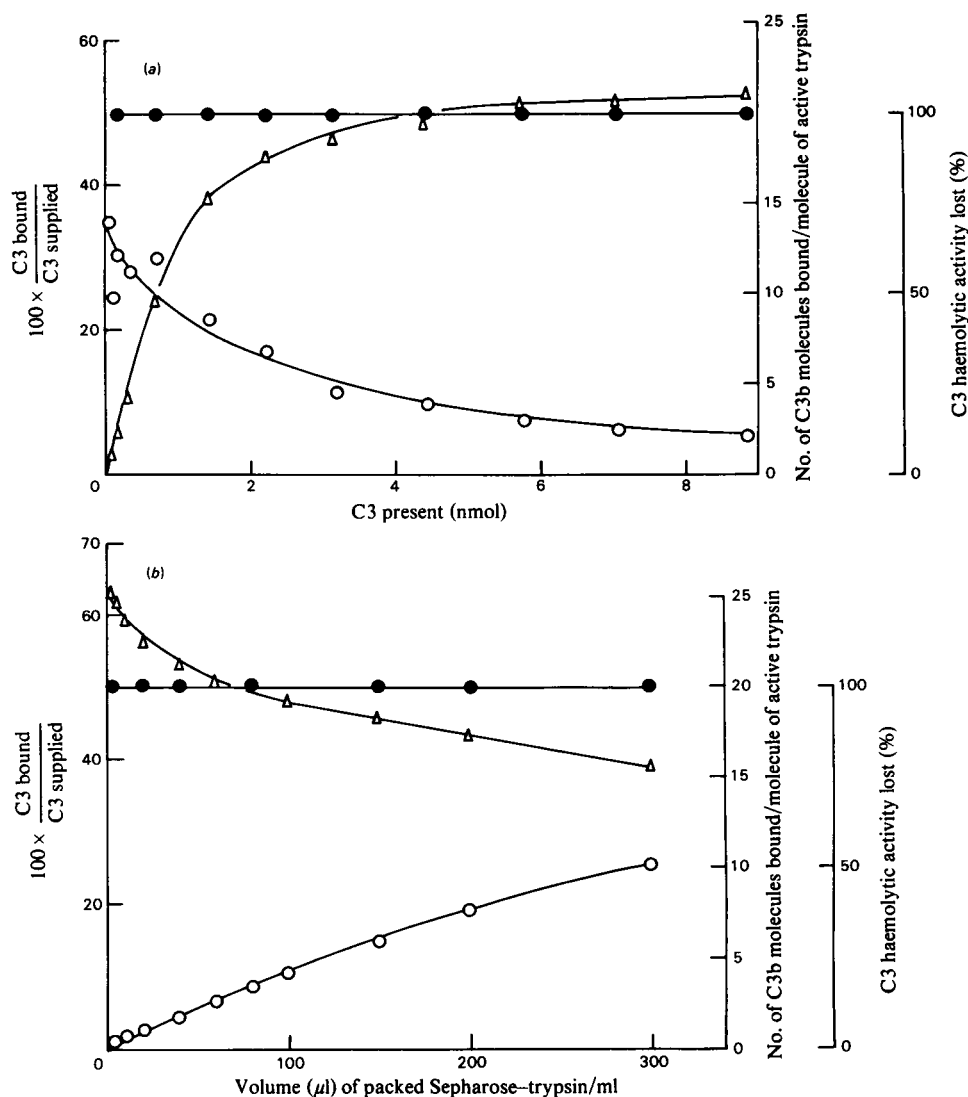 (a)
60
40
20
0
100 × C3 bound
C3 supplied
0
2
4
6
8
C3 present (nmol)
25
20
15
10
5
0
No. of C3b molecules bound/molecule of active trypsin
100
50
0
C3 haemolytic activity lost (%)
(b)
70
60
40
20
0
100 × C3 bound
C3 supplied
100
200
300
Volume (µl) of packed Sepharose–trypsin/ml
25
20
15
10
5
0
No. of C3b molecules bound/molecule of active trypsin
100
50
0
C3 haemolytic activity lost (%)